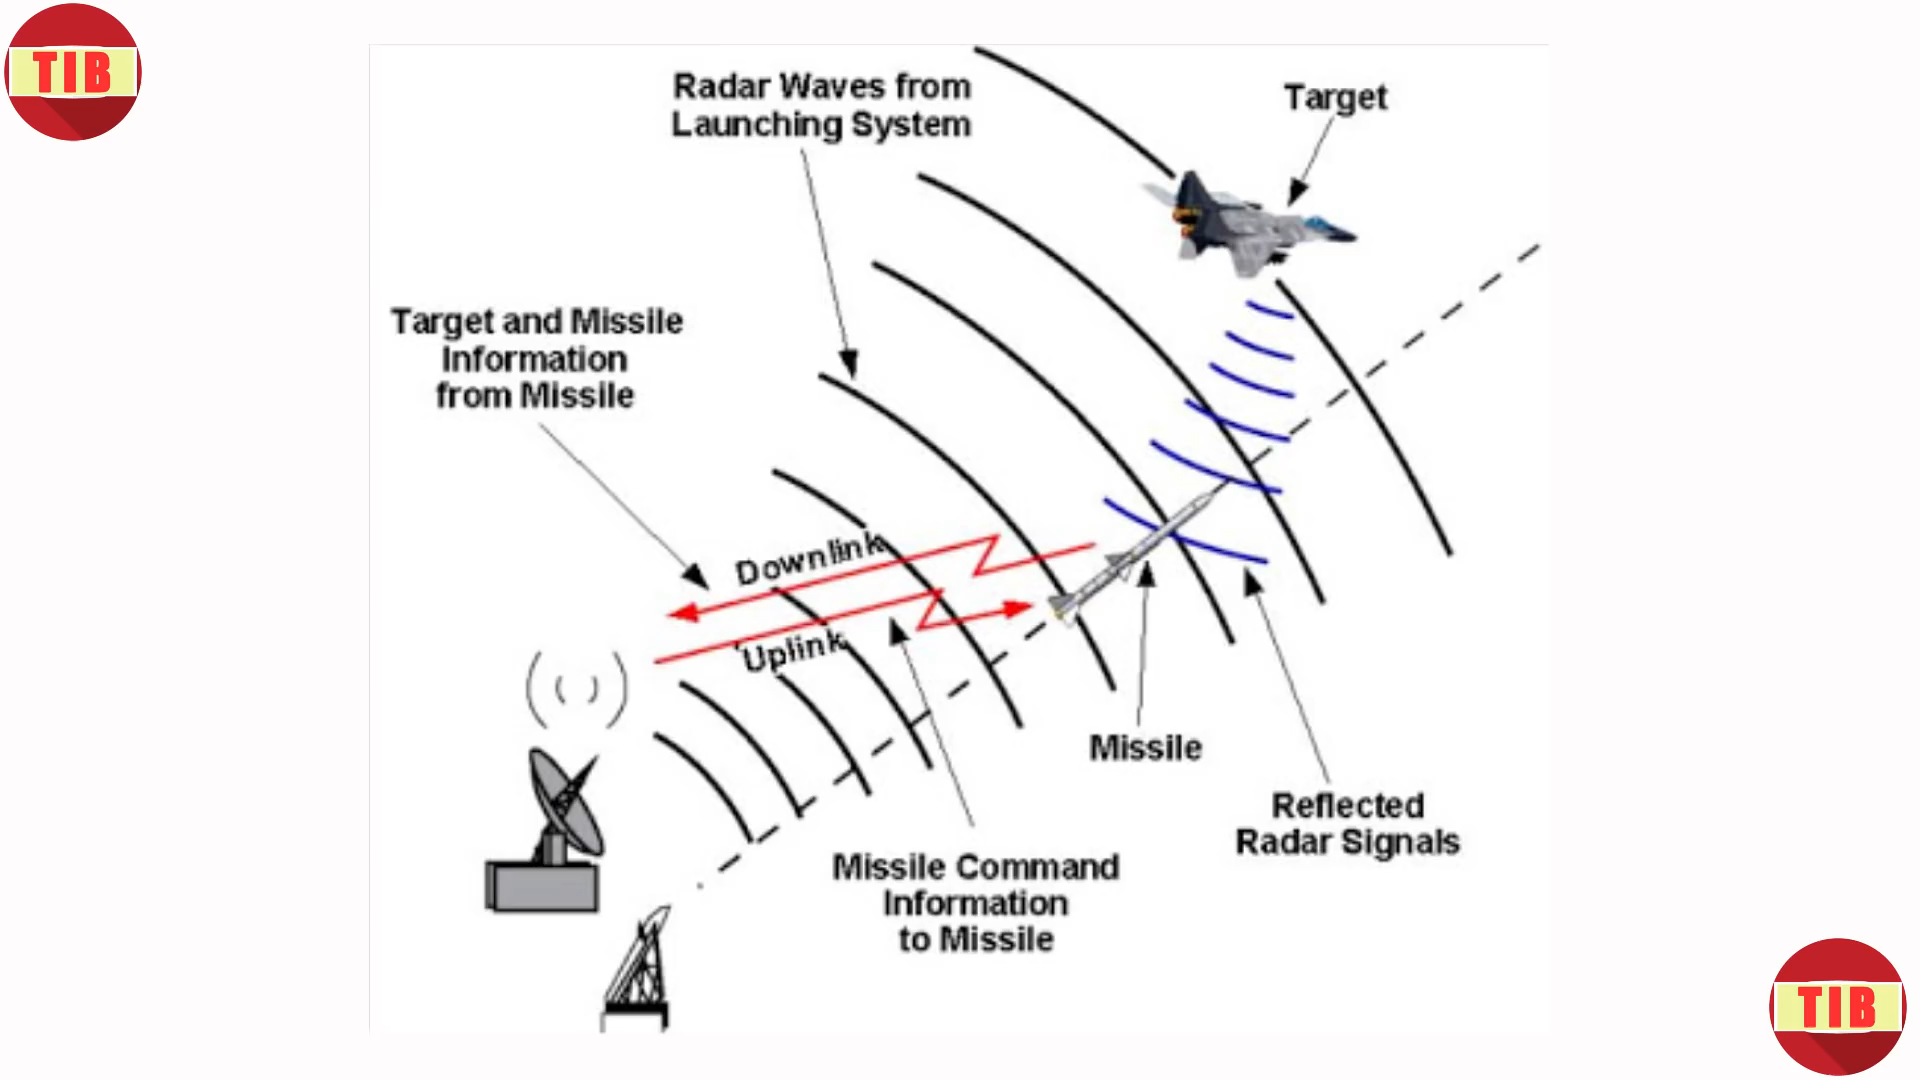 TIB
Radar Waves from
Launching System
Target
Target and Missile
Information
from Missile
Downlink
Uplink
Missile
Reflected
Radar Signals
Missile Command
Information
to Missile
TIB